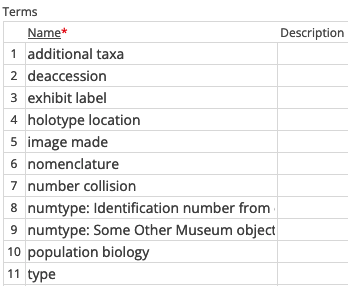 Terms
Name* Description
1 additional taxa
2 deaccession
3 exhibit label
4 holotype location
5 image made
6 nomenclature
7 number collision
8 numtype: Identification number from
9 numtype: Some Other Museum object
10 population biology
11 type